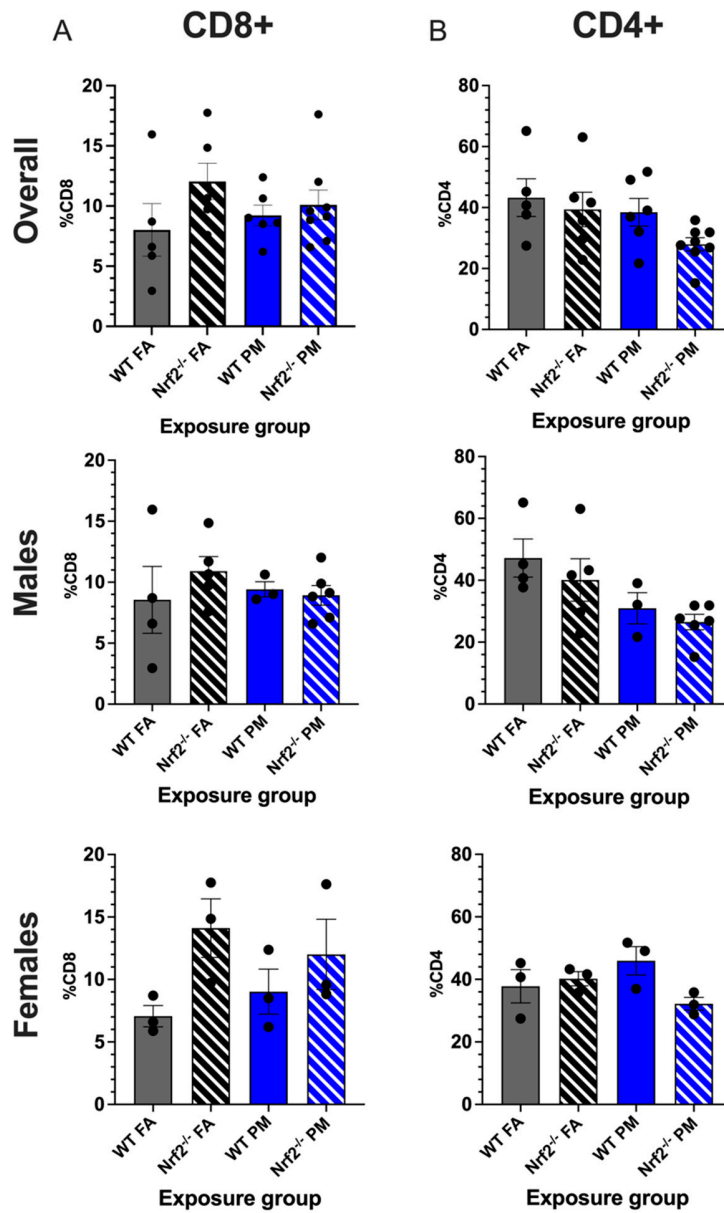 A CD8+ B CD4+
Overall
%CD8
20
15
10
5
0
WT FA
Nrf2-/- FA
WT PM
Nrf2-/- PM
Exposure group
%CD4
80
60
40
20
0
WT FA
Nrf2-/- FA
WT PM
Nrf2-/- PM
Exposure group
Males
%CD8
20
15
10
5
0
WT FA
Nrf2-/- FA
WT PM
Nrf2-/- PM
Exposure group
%CD4
80
60
40
20
0
WT FA
Nrf2-/- FA
WT PM
Nrf2-/- PM
Exposure group
Females
%CD8
20
15
10
5
0
WT FA
Nrf2-/- FA
WT PM
Nrf2-/- PM
Exposure group
%CD4
80
60
40
20
0
WT FA
Nrf2-/- FA
WT PM
Nrf2-/- PM
Exposure group